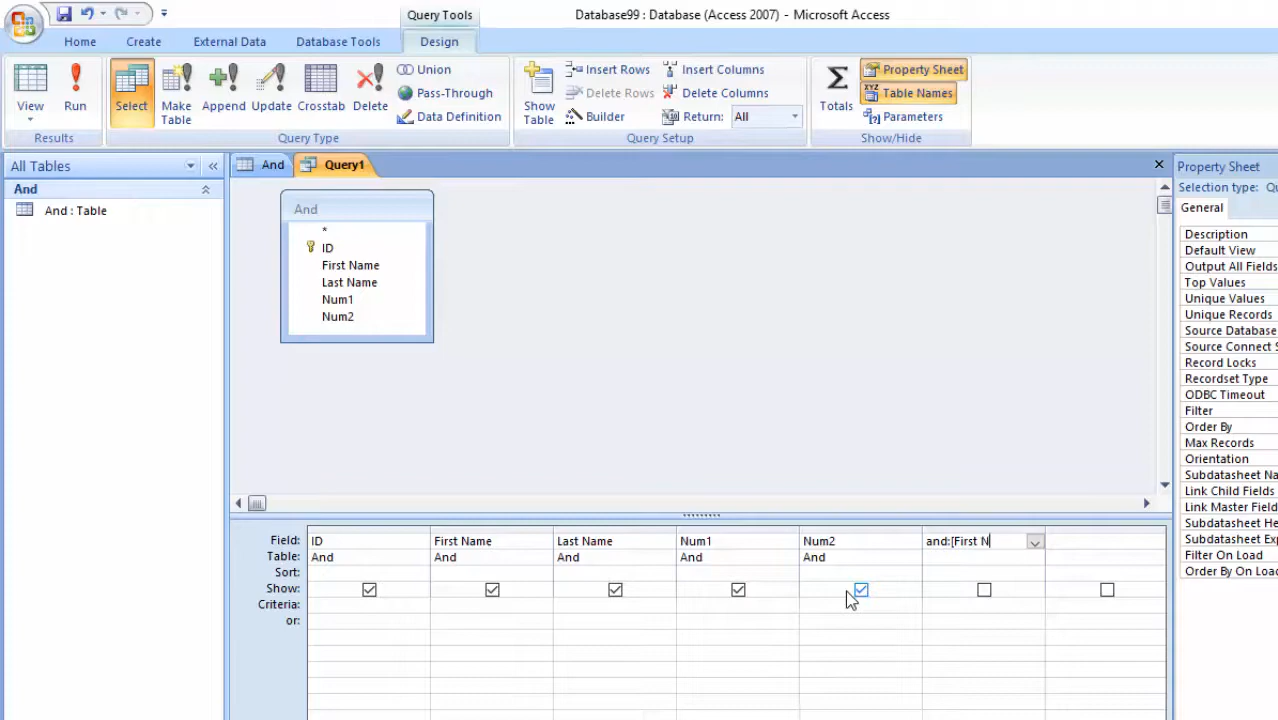 Query Tools
Database99 : Database (Access 2007) - Microsoft Access
Home Create External Data Database Tools Design
View Run
Results
Select Make Table Append Update Crosstab Delete
Union
Pass-Through
Data Definition
Query Type
Show Table
Insert Rows
Delete Rows
Builder
Insert Columns
Delete Columns
Return: All
Query Setup
Totals
Property Sheet
Table Names
Parameters
Show/Hide
All Tables
And
And : Table
And Query1
And
*
ID
First Name
Last Name
Num1
Num2
Field: ID First Name Last Name Num1 Num2 and:[First N
Table: And And And And And
Sort:
Show:
Criteria:
or:
Property Sheet
Selection type: Qu
General
Description
Default View
Output All Fields
Top Values
Unique Values
Unique Records
Source Database
Source Connect S
Record Locks
Recordset Type
ODBC Timeout
Filter
Order By
Max Records
Orientation
Subdatasheet Na
Link Child Fields
Link Master Field
Subdatasheet He
Subdatasheet Exp
Filter On Load
Order By On Load